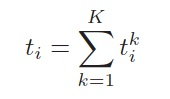 $t_i = \sum_{k=1}^{K} t_i^k$